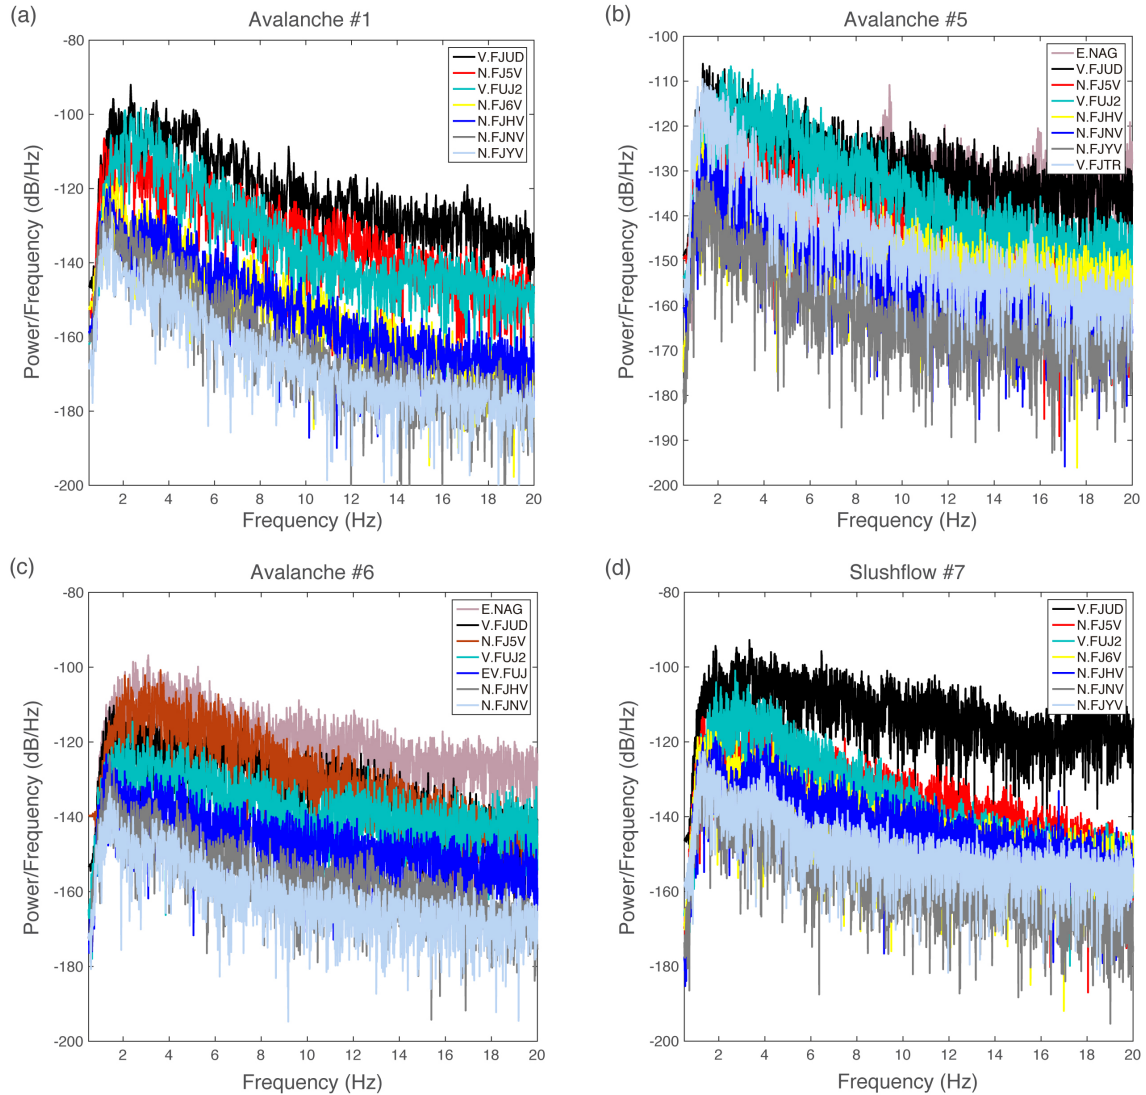 (a)
Avalanche #1
-80
-100
-120
-140
-160
-180
-200
Power/Frequency (dB/Hz)
V.FJUD
N.FJ5V
V.FUJ2
N.FJ6V
N.FJHV
N.FJNV
N.FJYV
2 4 6 8 10 12 14 16 18 20
Frequency (Hz)
(b)
Avalanche #5
-100
-110
-120
-130
-140
-150
-160
-170
-180
-190
-200
Power/Frequency (dB/Hz)
E.NAG
V.FJUD
N.FJ5V
V.FUJ2
N.FJHV
N.FJNV
N.FJYV
V.FJTR
2 4 6 8 10 12 14 16 18 20
Frequency (Hz)
(c)
Avalanche #6
-80
-100
-120
-140
-160
-180
-200
Power/Frequency (dB/Hz)
E.NAG
V.FJUD
N.FJ5V
V.FUJ2
EV.FUJ
N.FJHV
N.FJNV
2 4 6 8 10 12 14 16 18 20
Frequency (Hz)
(d)
Slushflow #7
-80
-100
-120
-140
-160
-180
-200
Power/Frequency (dB/Hz)
V.FJUD
N.FJ5V
V.FUJ2
N.FJ6V
N.FJHV
N.FJNV
N.FJYV
2 4 6 8 10 12 14 16 18 20
Frequency (Hz)